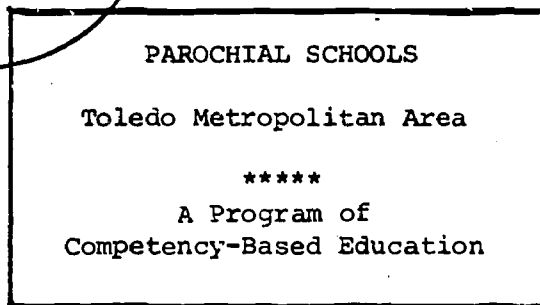 PAROCHIAL SCHOOLS
Toledo Metropolitan Area
*****
A Program of
Competency-Based Education